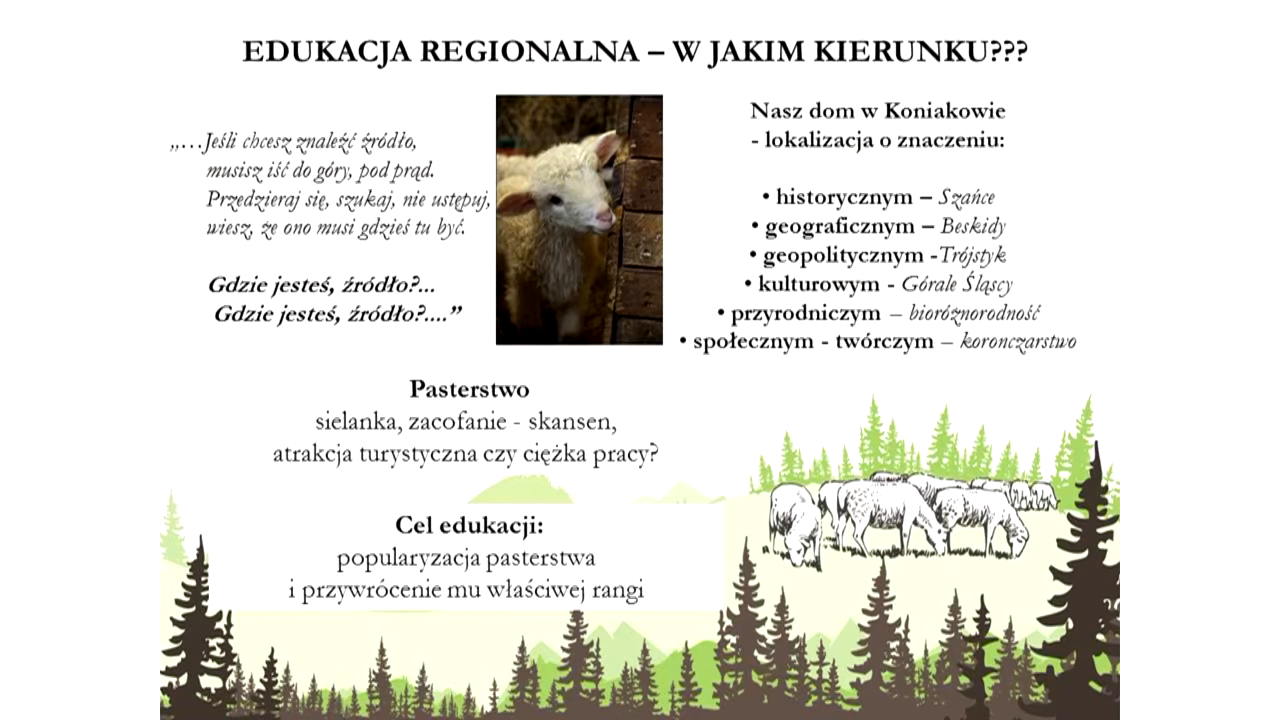 EDUKACJA REGIONALNA – W JAKIM KIERUNKU???
„…Jeśli chcesz znaleźć źródło,
musisz iść do góry, pod prąd.
Przedzieraj się, szukaj, nie ustępuj,
wiesz, że ono musi gdzieś tu być.
Gdzie jesteś, źródło?...
Gdzie jesteś, źródło?....”
Nasz dom w Koniakowie
- lokalizacja o znaczeniu:
• historycznym – Szańce
• geograficznym – Beskidy
• geopolitycznym -Trójstyk
• kulturowym - Górale Śląscy
• przyrodniczym – bioróżnorodność
• społecznym - twórczym – koronczarstwo
Pasterstwo
sielanka, zacofanie - skansen,
atrakcja turystyczna czy ciężka pracy?
Cel edukacji:
popularyzacja pasterstwa
i przywrócenie mu właściwej rangi